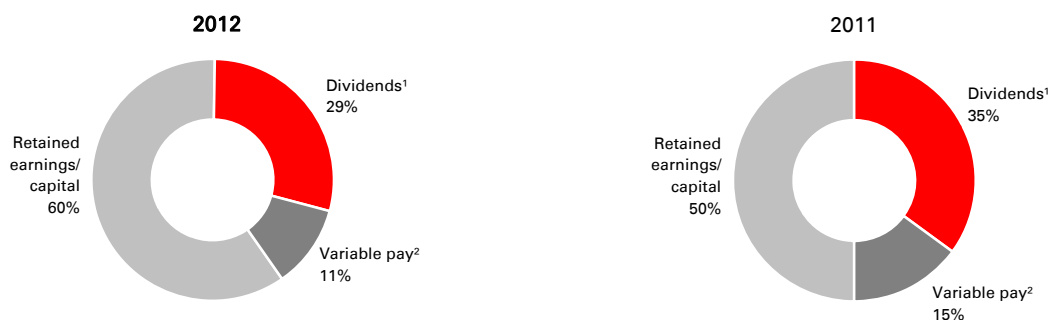 2012
Dividends¹
29%
Retained
earnings/
capital
60%
Variable pay²
11%
2011
Dividends¹
35%
Retained
earnings/
capital
50%
Variable pay²
15%